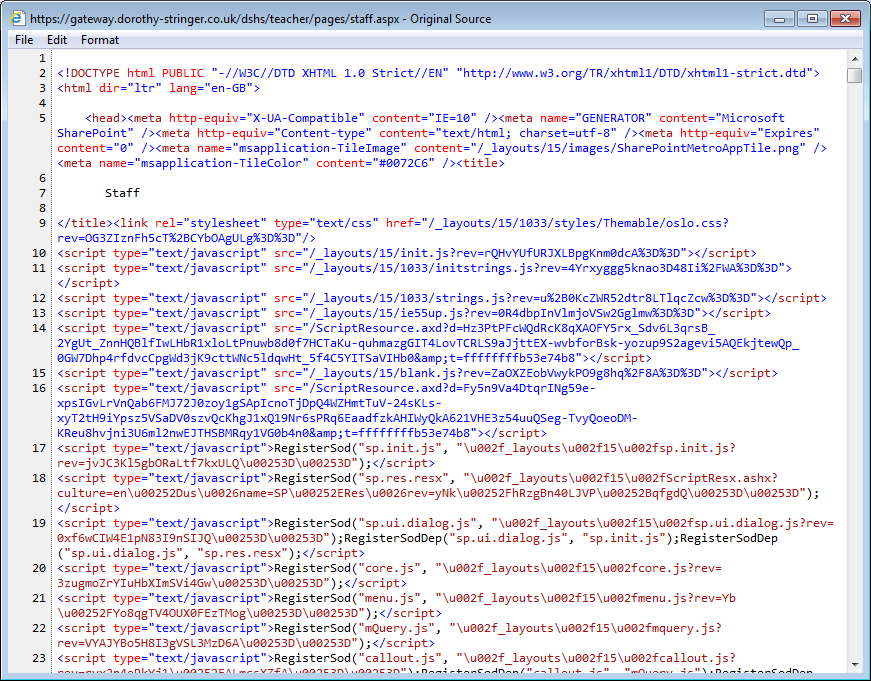 https://gateway.dorothy-stringer.co.uk/dshs/teacher/pages/staff.aspx - Original Source
File Edit Format
1
2 <!DOCTYPE html PUBLIC "-//W3C//DTD XHTML 1.0 Strict//EN" "http://www.w3.org/TR/xhtml1/DTD/xhtml1-strict.dtd">
3 <html dir="ltr" lang="en-GB">
4
5 <head><meta http-equiv="X-UA-Compatible" content="IE=10" /><meta name="GENERATOR" content="Microsoft
SharePoint" /><meta http-equiv="Content-type" content="text/html; charset=utf-8" /><meta http-equiv="Expires"
content="0" /><meta name="msapplication-TileImage" content="/_layouts/15/images/SharePointMetroAppTile.png" />
<meta name="msapplication-TileColor" content="#0072C6" /><title>
6
7 Staff
8
9 </title><link rel="stylesheet" type="text/css" href="/_layouts/15/1033/styles/Themable/oslo.css?
rev=OG3ZIznFh5cT%2BCYbOAgULg%3D%3D"/>
10 <script type="text/javascript" src="/_layouts/15/init.js?rev=rQHvYUfURJXLBpgKnm0dcA%3D%3D"></script>
11 <script type="text/javascript" src="/_layouts/15/1033/initstrings.js?rev=4Yrxyggg5knao3D48Ii%2FWA%3D%3D">
</script>
12 <script type="text/javascript" src="/_layouts/15/1033/strings.js?rev=u%2B0KcZWR52dtr8LTlqcZcw%3D%3D"></script>
13 <script type="text/javascript" src="/_layouts/15/ie55up.js?rev=0R4dbpInVlmjoVSw2Gglmw%3D%3D"></script>
14 <script type="text/javascript" src="/ScriptResource.axd?d=Hz3PtPFcWQdRcK8qXAOFY5rx_Sdv6L3qrsB_
2YgUt_ZnnHQBlfIwLHbR1xloLtPnuwb8d0f7HCTaKu-quhmazgGIT4LovTCRLS9aJjttEX-wvbforBsk-yozup9S2agevi5AQEkjtewQp_
0GW7Dhp4rfdvcCpgWd3jK9cttWNc5ldqwHt_5f4C5YITSaVIHb0&amp;t=ffffffffb53e74b8"></script>
15 <script type="text/javascript" src="/_layouts/15/blank.js?rev=ZaOXZEobVwykPO9g8hq%2F8A%3D%3D"></script>
16 <script type="text/javascript" src="/ScriptResource.axd?d=Fy5n9Va4DtqrINg59e-
xpsIGvLrVnQab6FMJ72J0zoy1gSApIcnoTjDpQ4WZHmtTuV-24sKLs-
xyT2tH9iYpsz5VSaDV0szvQcKhgJ1xQ19Nr6sPRq6EaadfzkAHIWyQkA621VHE3z54uuQSeg-TvyQoeoDM-
KReu8hvjni3U6ml2nwEJTHSBMRqy1VG0b4n0&amp;t=ffffffffb53e74b8"></script>
17 <script type="text/javascript">RegisterSod("sp.init.js", "\u002f_layouts\u002f15\u002fsp.init.js?
rev=jvJC3Kl5gbORaLtf7kxULQ\u00253D\u00253D");</script>
18 <script type="text/javascript">RegisterSod("sp.res.resx", "\u002f_layouts\u002f15\u002fScriptResx.ashx?
culture=en\u00252Dus\u0026name=SP\u00252ERes\u0026rev=yNk\u00252FhRzgBn40LJVP\u00252BqfgdQ\u00253D\u00253D");
</script>
19 <script type="text/javascript">RegisterSod("sp.ui.dialog.js", "\u002f_layouts\u002f15\u002fsp.ui.dialog.js?rev=
0xf6wCIW4E1pN83I9nSIJQ\u00253D\u00253D");RegisterSodDep("sp.ui.dialog.js", "sp.init.js");RegisterSodDep
("sp.ui.dialog.js", "sp.res.resx");</script>
20 <script type="text/javascript">RegisterSod("core.js", "\u002f_layouts\u002f15\u002fcore.js?rev=
3zugmoZrYIuHbXImSVi4Gw\u00253D\u00253D");</script>
21 <script type="text/javascript">RegisterSod("menu.js", "\u002f_layouts\u002f15\u002fmenu.js?rev=Yb
\u00252FYo8qgTV4OUX0FEzTMog\u00253D\u00253D");</script>
22 <script type="text/javascript">RegisterSod("mQuery.js", "\u002f_layouts\u002f15\u002fmquery.js?
rev=VYAJYBo5H8I3gVSL3MzD6A\u00253D\u00253D");</script>
23 <script type="text/javascript">RegisterSod("callout.js", "\u002f_layouts\u002f15\u002fcallout.js?